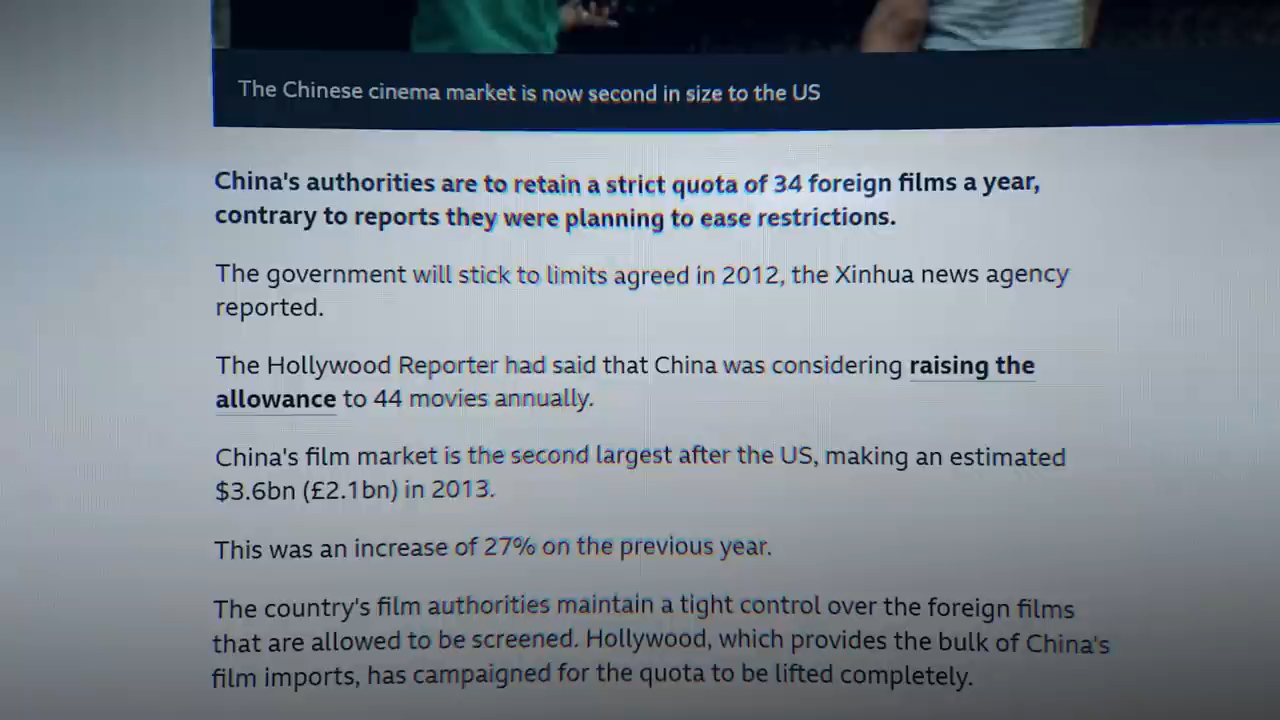 The Chinese cinema market is now second in size to the US
China's authorities are to retain a strict quota of 34 foreign films a year,
contrary to reports they were planning to ease restrictions.
The government will stick to limits agreed in 2012, the Xinhua news agency
reported.
The Hollywood Reporter had said that China was considering raising the
allowance to 44 movies annually.
China's film market is the second largest after the US, making an estimated
$3.6bn (£2.1bn) in 2013.
This was an increase of 27% on the previous year.
The country's film authorities maintain a tight control over the foreign films
that are allowed to be screened. Hollywood, which provides the bulk of China's
film imports, has campaigned for the quota to be lifted completely.